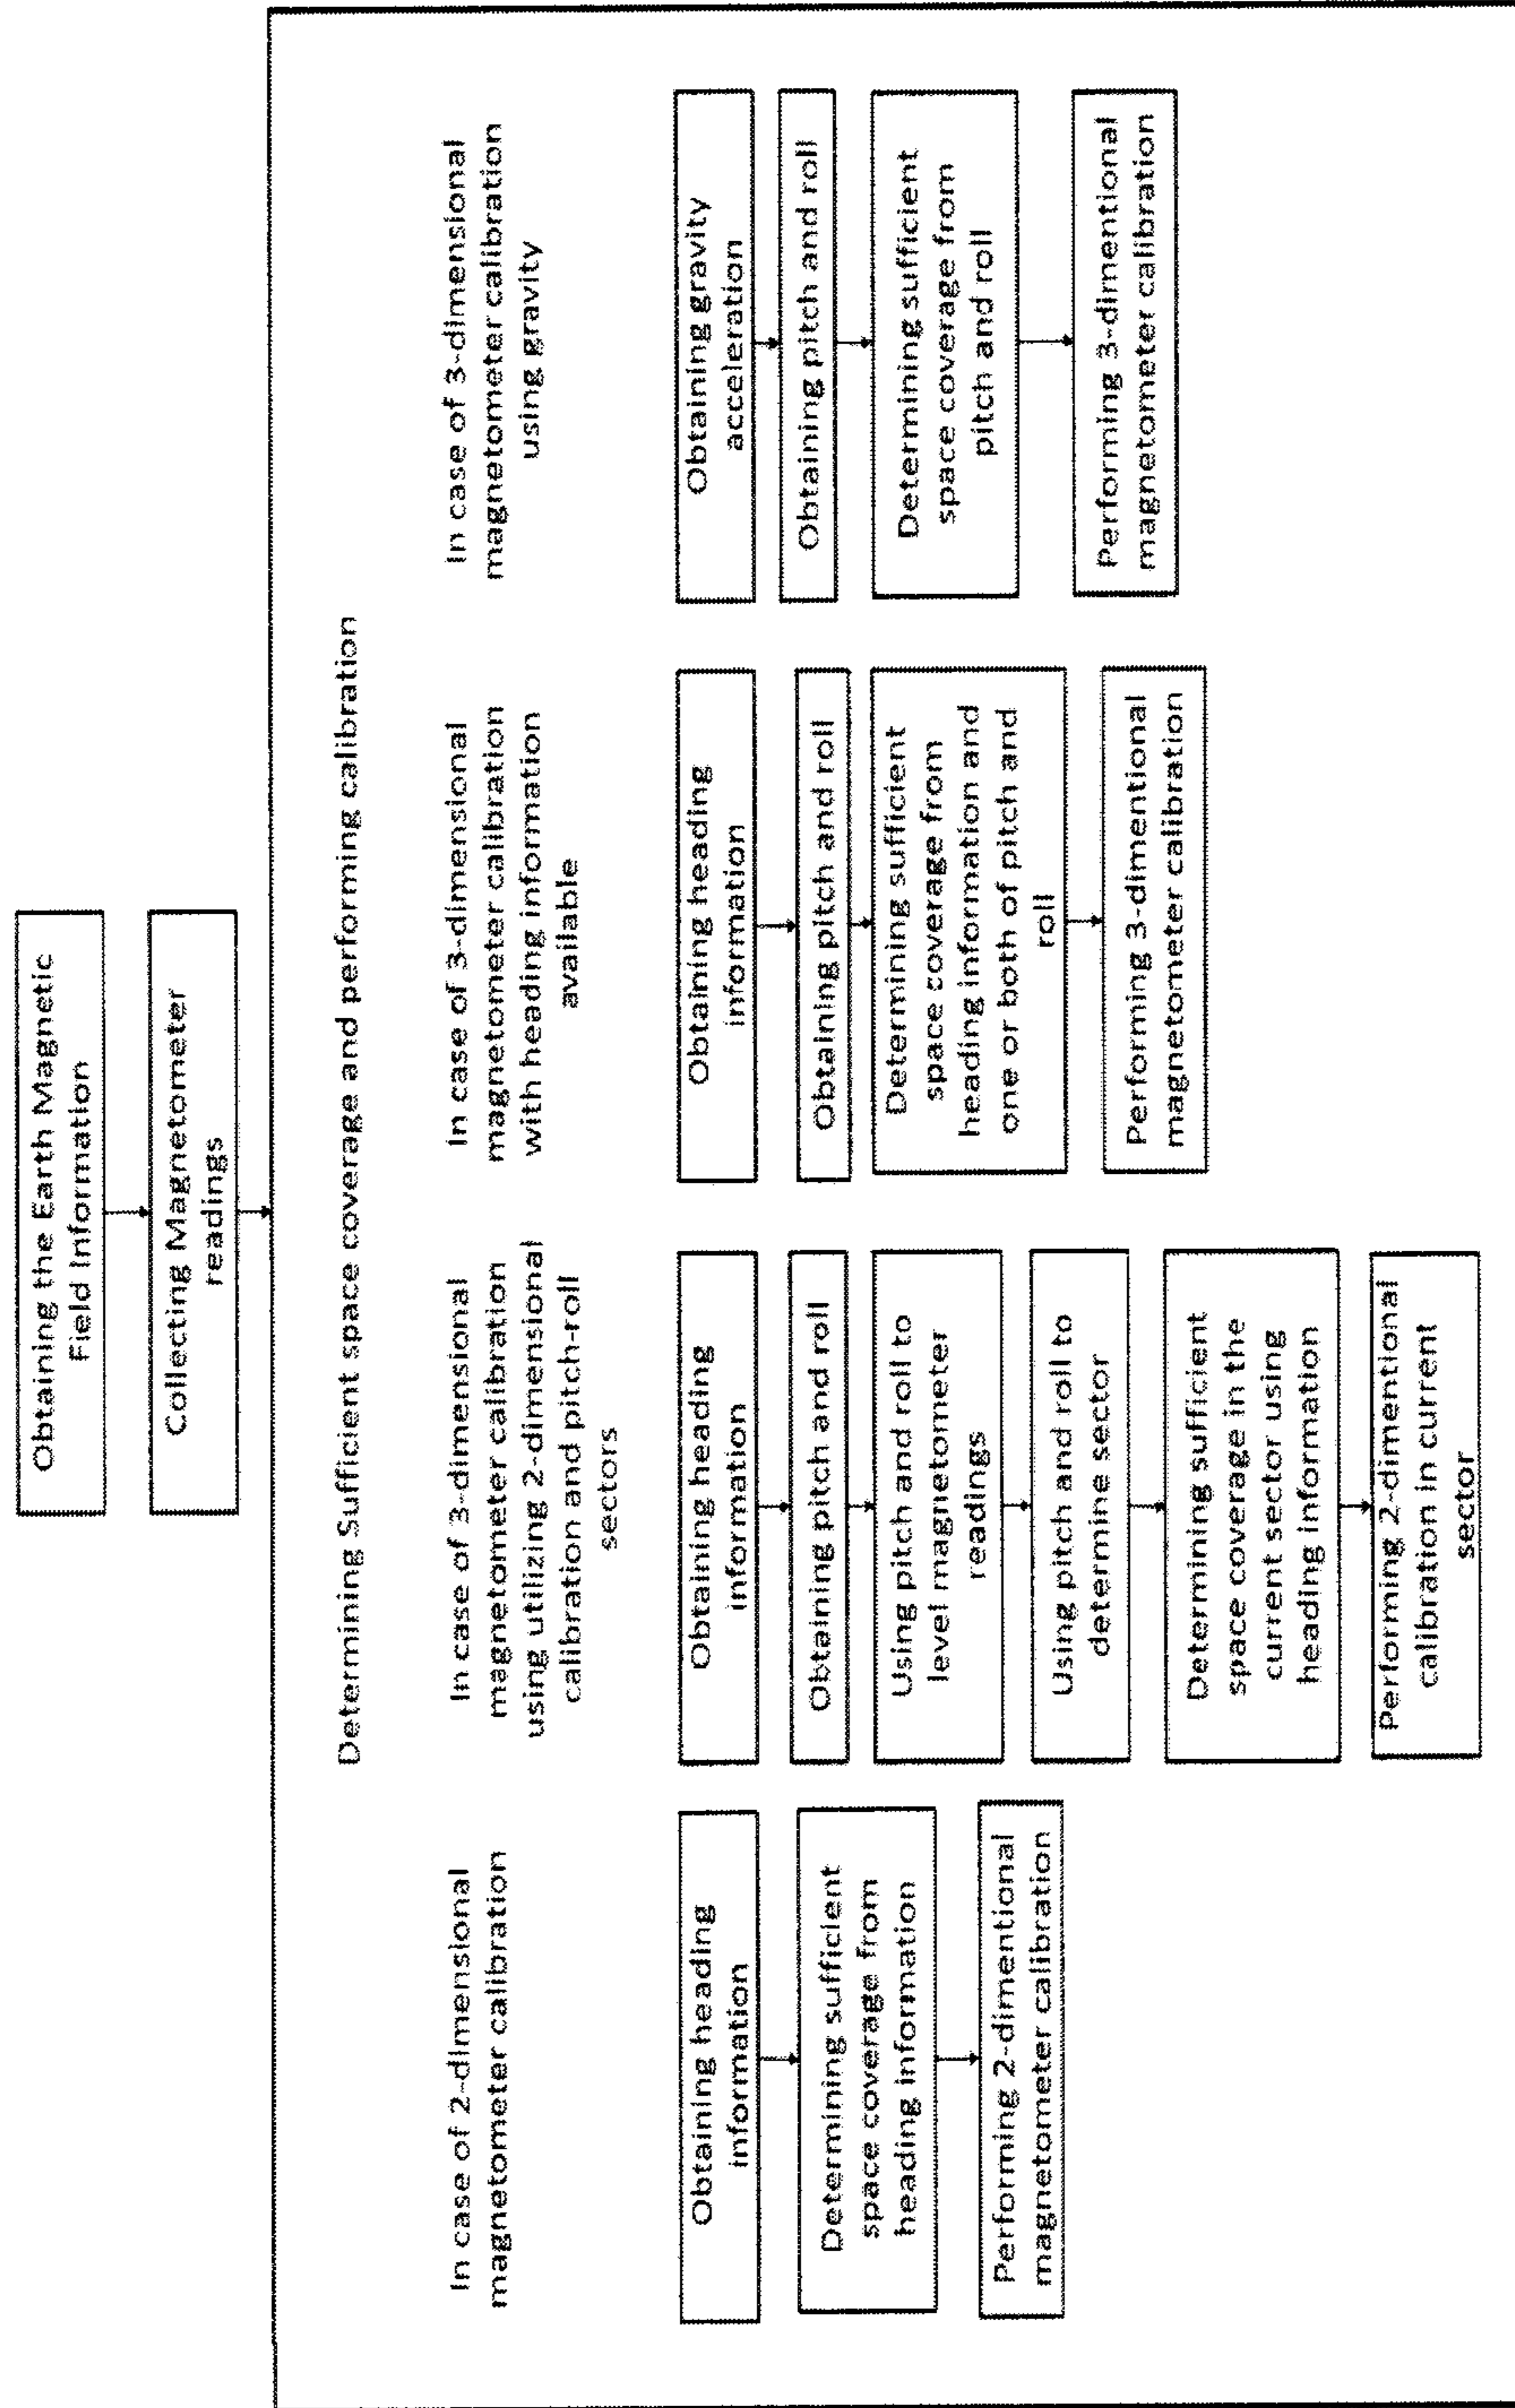 Obtaining the Earth Magnetic
Field Information
Collecting Magnetometer
readings
Determining Sufficient space coverage and performing calibration
In case of 2-dimensional
magnetometer calibration
Obtaining heading
information
Determining sufficient
space coverage from
heading information
Performing 2-dimentional
magnetometer calibration
In case of 3-dimensional
magnetometer calibration
using utilizing 2-dimensional
calibration and pitch-roll
sectors
Obtaining heading
information
Obtaining pitch and roll
Using pitch and roll to
level magnetometer
readings
Using pitch and roll to
determine sector
Determining sufficient
space coverage in the
current sector using
heading information
Performing 2-dimentional
calibration in current
sector
In case of 3-dimensional
magnetometer calibration
with heading information
available
Obtaining heading
information
Obtaining pitch and roll
Determining sufficient
space coverage from
heading information and
one or both of pitch and
roll
Performing 3-dimentional
magnetometer calibration
In case of 3-dimensional
magnetometer calibration
using gravity
Obtaining gravity
acceleration
Obtaining pitch and roll
Determining sufficient
space coverage from
pitch and roll
Performing 3-dimentional
magnetometer calibration